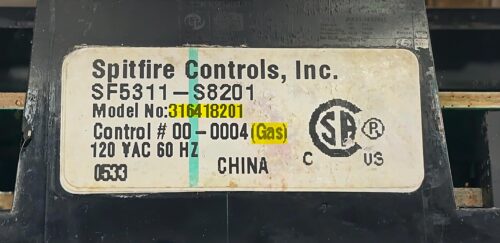 Spitfire Controls, Inc.
SF5311-S8201
Model No:316418201
Control # 00-0004(Gas)
120 VAC 60 HZ
0533
CHINA
CSA ®
C US